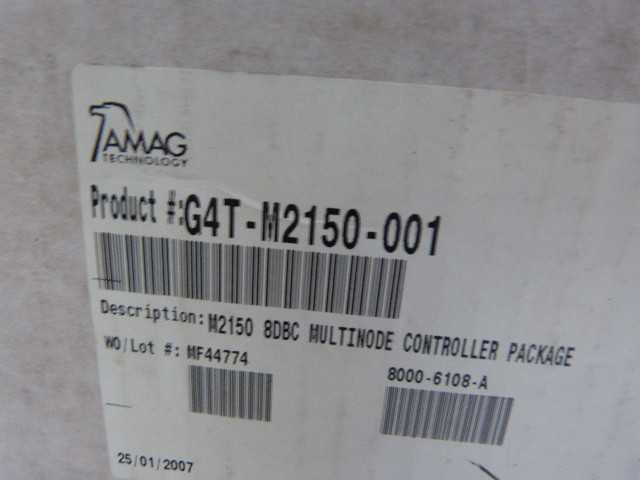 AMAG
TECHNOLOGY
Product #:G4T-M2150-001
Description:M2150 8DBC MULTINODE CONTROLLER PACKAGE
WO/Lot #: MF44774
8000-6108-A
25/01/2007